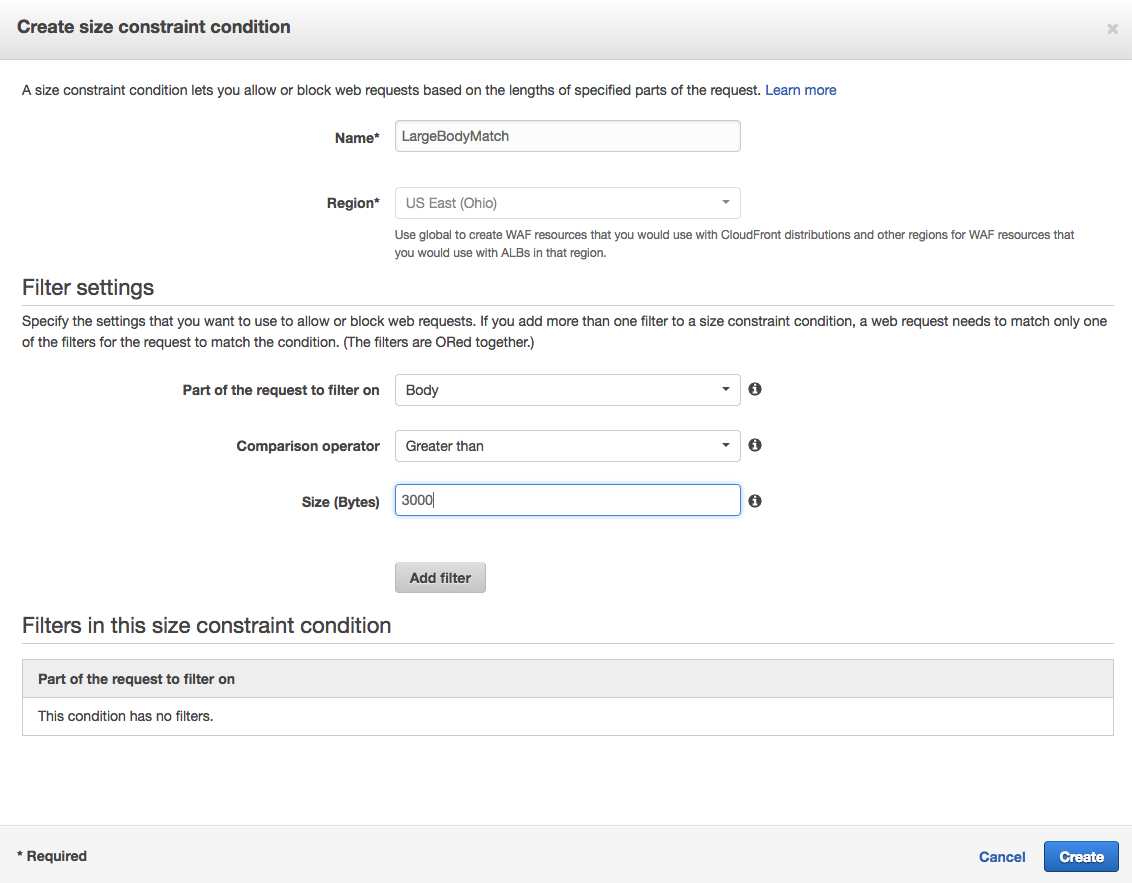 Create size constraint condition
×
A size constraint condition lets you allow or block web requests based on the lengths of specified parts of the request. Learn more
Name*
LargeBodyMatch
Region*
US East (Ohio)
Use global to create WAF resources that you would use with CloudFront distributions and other regions for WAF resources that
you would use with ALBs in that region.
Filter settings
Specify the settings that you want to use to allow or block web requests. If you add more than one filter to a size constraint condition, a web request needs to match only one
of the filters for the request to match the condition. (The filters are ORed together.)
Part of the request to filter on
Body
Comparison operator
Greater than
Size (Bytes)
3000
Add filter
Filters in this size constraint condition
Part of the request to filter on
This condition has no filters.
* Required
Cancel
Create